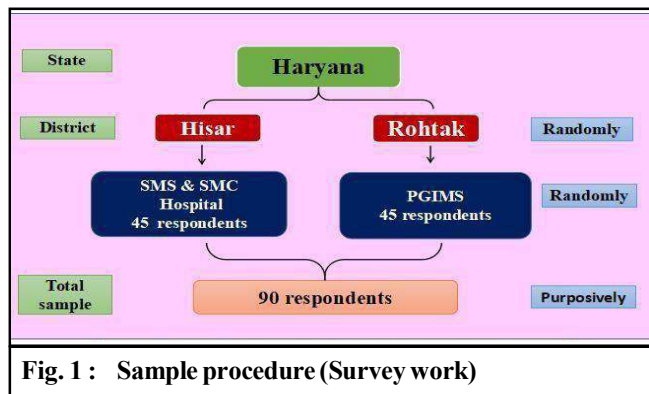 State
Haryana
District
Hisar
Rohtak
Randomly
SMS & SMC
Hospital
45 respondents
PGIMS
45 respondents
Randomly
Total
sample
90 respondents
Purposively
Fig. 1 : Sample procedure (Survey work)